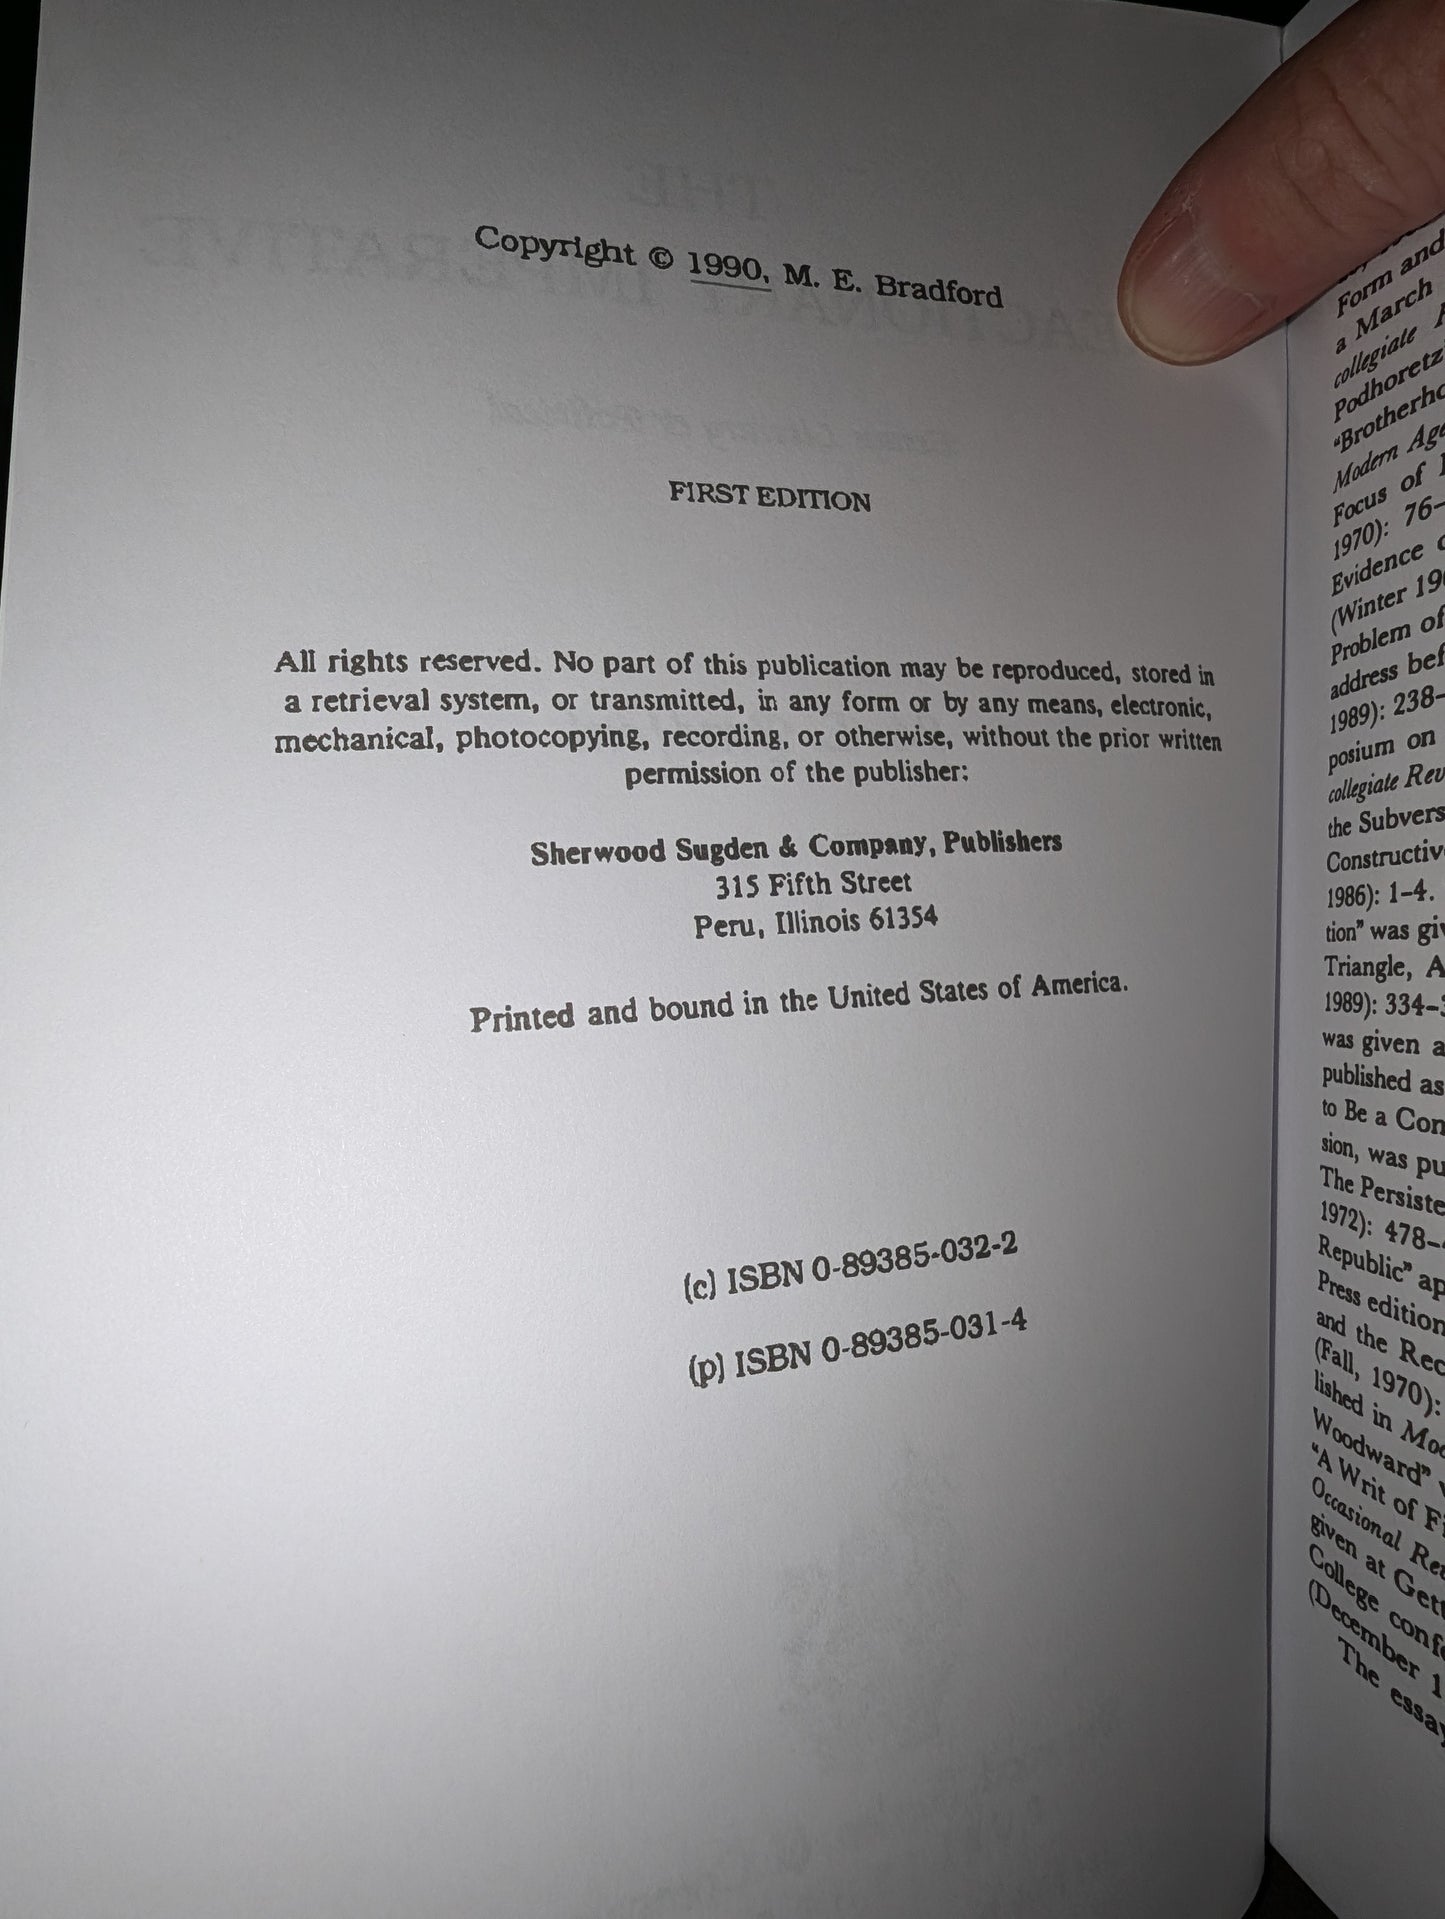 Copyright © 1990, M. E. Bradford
FIRST EDITION
All rights reserved. No part of this publication may be reproduced, stored in
a retrieval system, or transmitted, in any form or by any means, electronic,
mechanical, photocopying, recording, or otherwise, without the prior written
permission of the publisher:
Sherwood Sugden & Company, Publishers
315 Fifth Street
Peru, Illinois 61354
Printed and bound in the United States of America.
(c) ISBN 0-89385-032-2
(p) ISBN 0-89385-031-4
Form and
a March
collegiate
Podhoretz
"Brotherho
Modern Age
Focus of
1970): 76–
Evidence
(Winter 19
Problem of
address bef
1989): 238–
posium on
collegiate Rev
the Subvers
Constructiv
1986): 1–4.
tion" was giv
Triangle, A
1989): 334–
was given a
published as
to Be a Con
sion, was pu
The Persiste
1972): 478–
Republic" ap
Press edition
and the Rec
(Fall, 1970):
lished in Mod
Woodward"
"A Writ of F
Occasional Re
given at Gett
College conf
(December 1
The essay